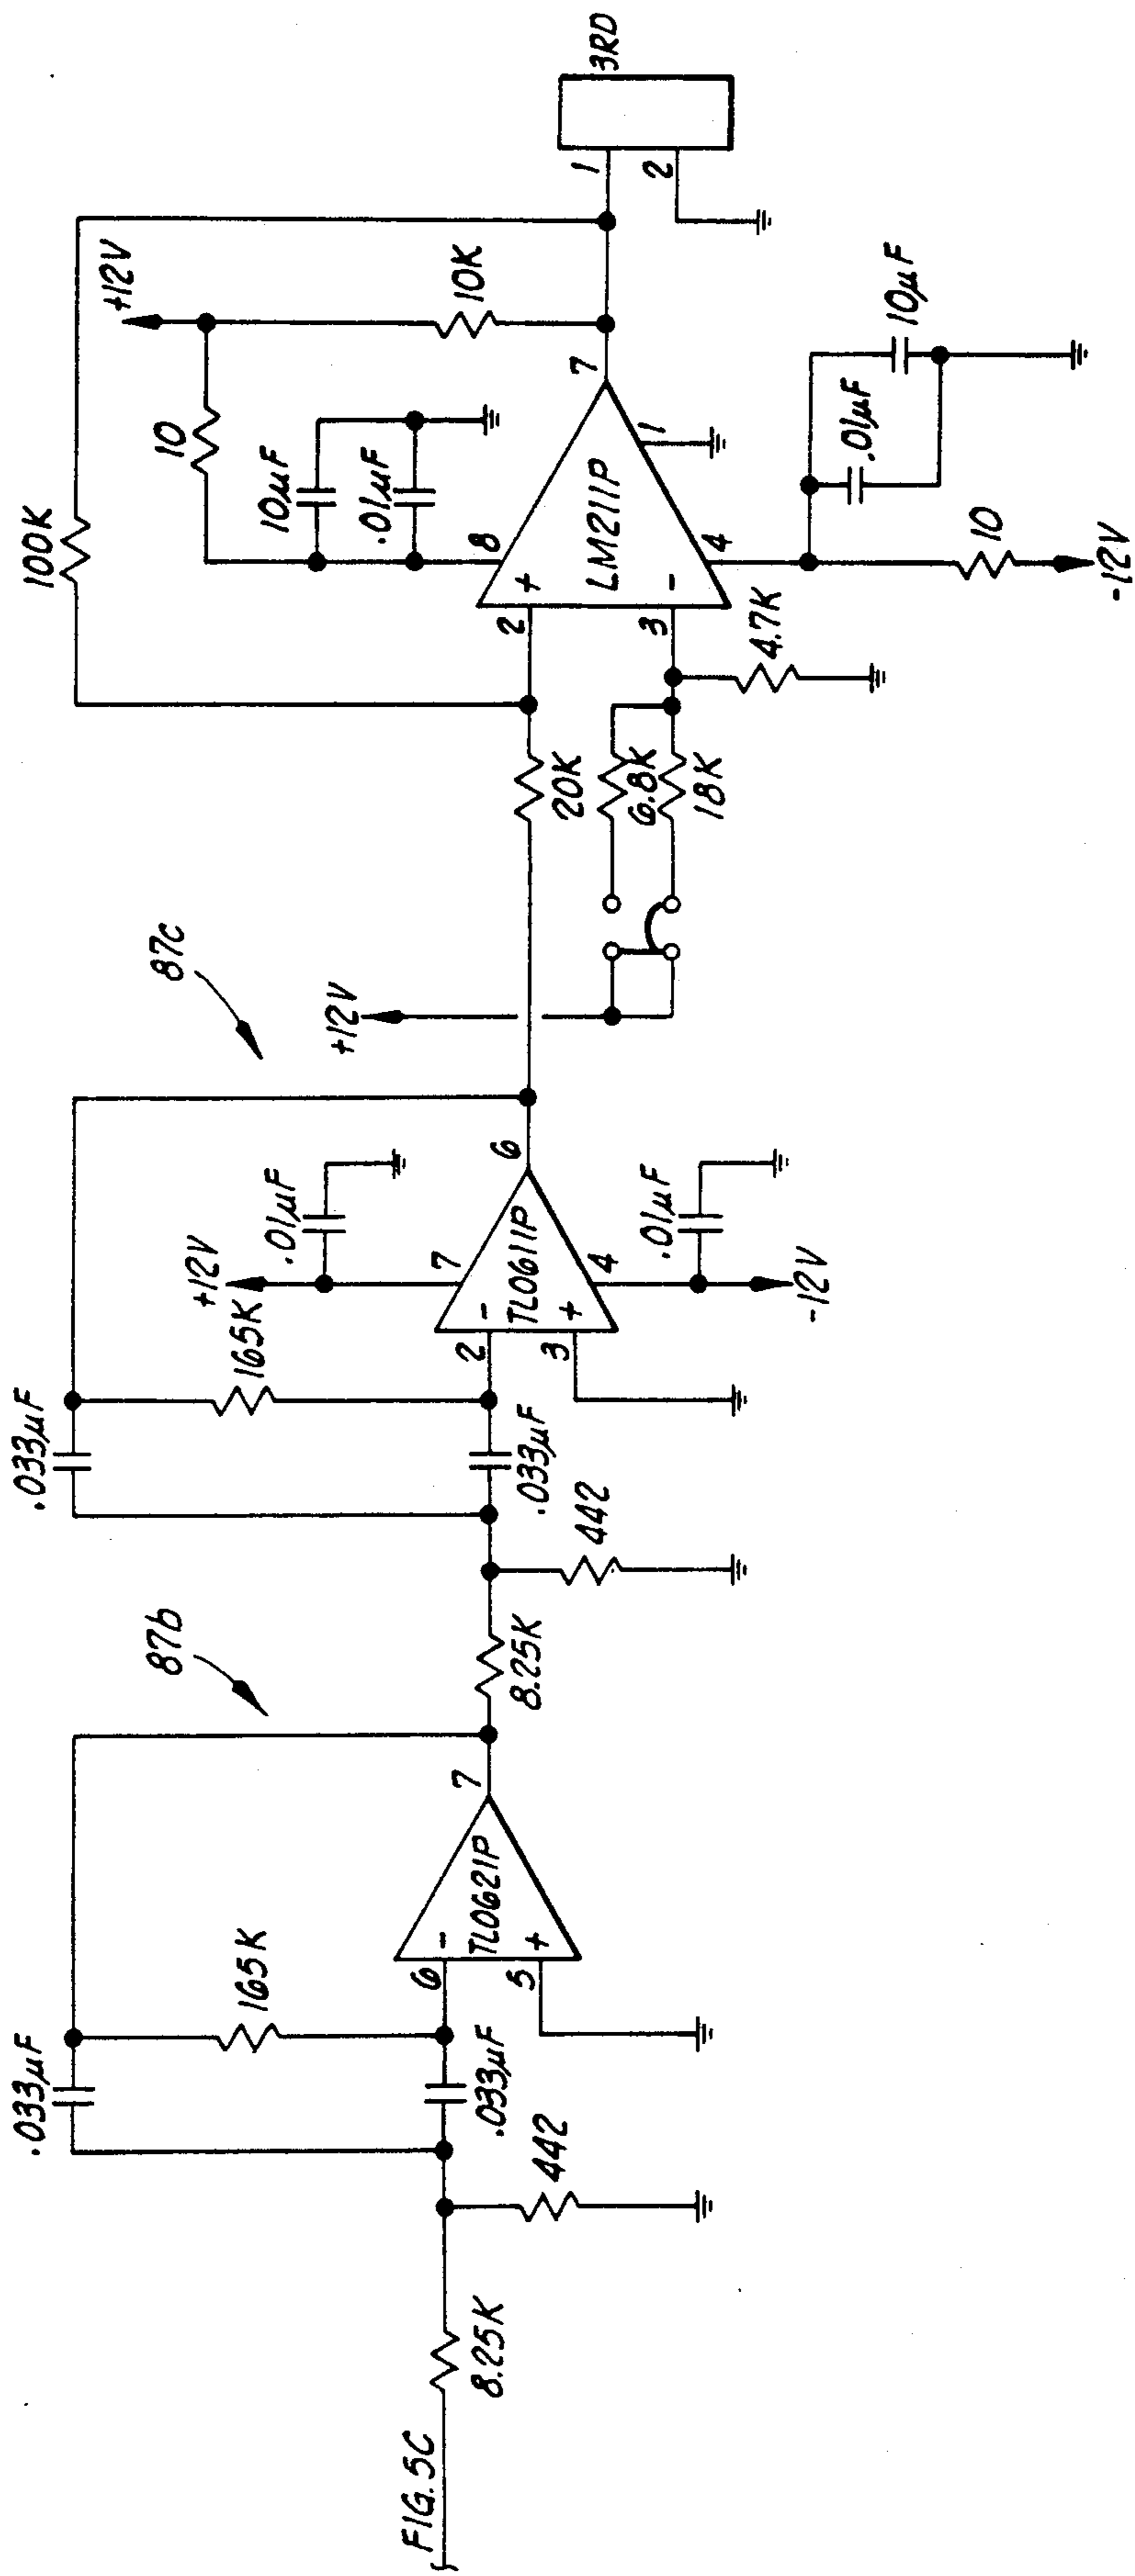 FIG. 5C
8.25K
442
.033µF
.033µF
165K
6
-
5
+
TL062IP
7
87b
8.25K
442
.033µF
.033µF
165K
2
-
3
+
TL061IP
7
+12V
.01µF
4
-12V
.01µF
6
87c
+12V
20K
6.8K
18K
4.7K
100K
2
+
3
-
LM211P
8
10µF
.01µF
10
+12V
10K
7
1
4
.01µF
10µF
10
-12V
1
2
3RD